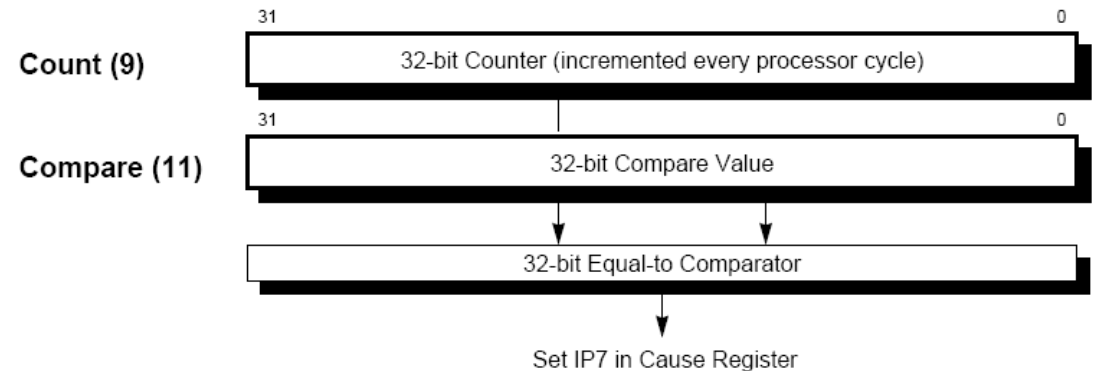 31 0
Count (9) 32-bit Counter (incremented every processor cycle)
31 0
Compare (11) 32-bit Compare Value
32-bit Equal-to Comparator
Set IP7 in Cause Register